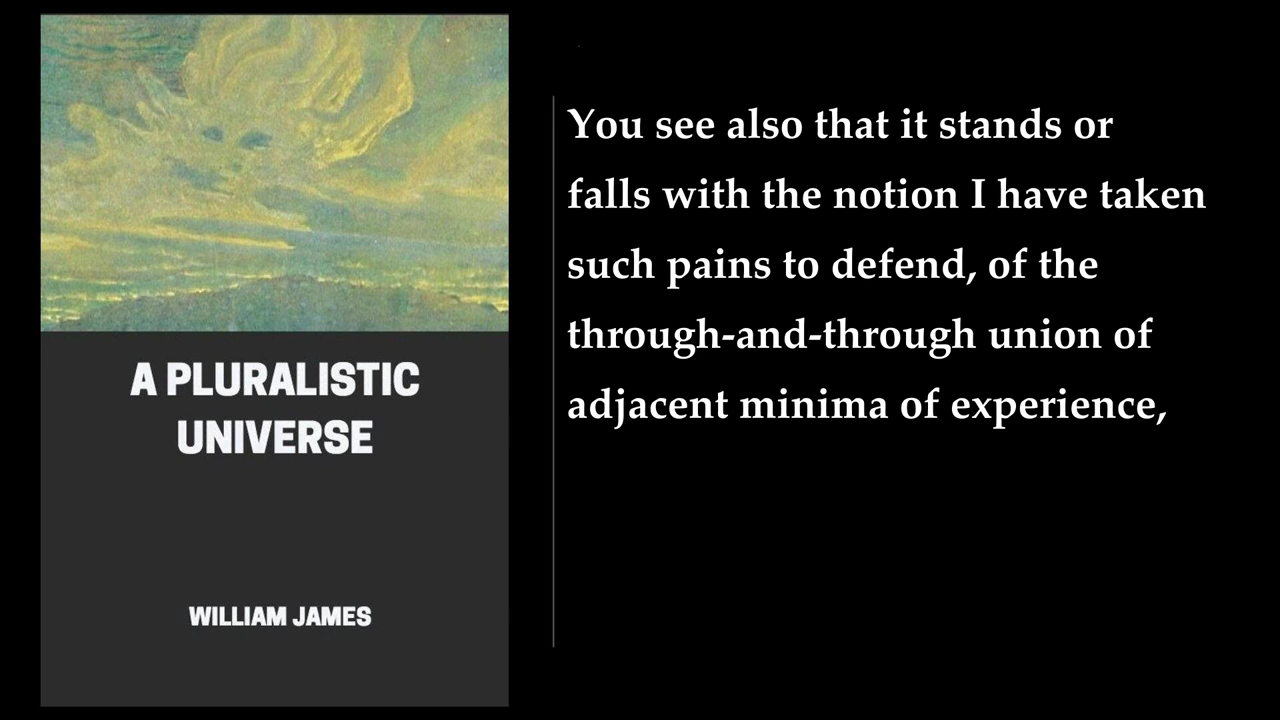 A PLURALISTIC
UNIVERSE
WILLIAM JAMES
You see also that it stands or
falls with the notion I have taken
such pains to defend, of the
through-and-through union of
adjacent minima of experience,